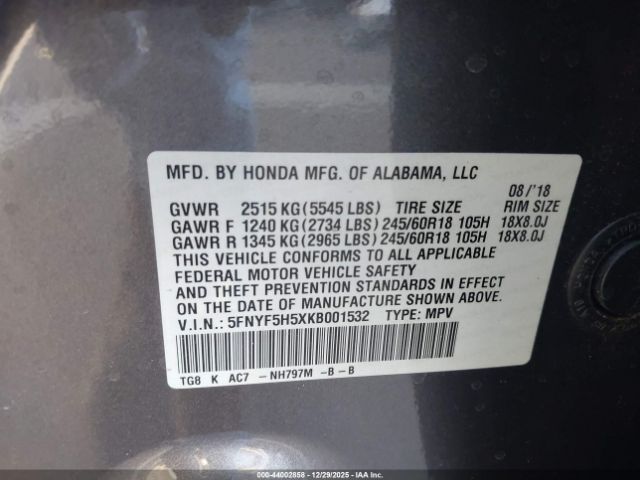 MFD. BY HONDA MFG. OF ALABAMA, LLC
08/'18
GVWR 2515 KG (5545 LBS) TIRE SIZE RIM SIZE
GAWR F 1240 KG (2734 LBS) 245/60R18 105H 18X8.0J
GAWR R 1345 KG (2965 LBS) 245/60R18 105H 18X8.0J
THIS VEHICLE CONFORMS TO ALL APPLICABLE
FEDERAL MOTOR VEHICLE SAFETY
AND THEFT PREVENTION STANDARDS IN EFFECT
ON THE DATE OF MANUFACTURE SHOWN ABOVE.
V.I.N.: 5FNYF5H5XKB001532 TYPE: MPV
TG8 K AC7 -NH797M -B -B
000-44002858 - 12/29/2025 - IAAI.COM